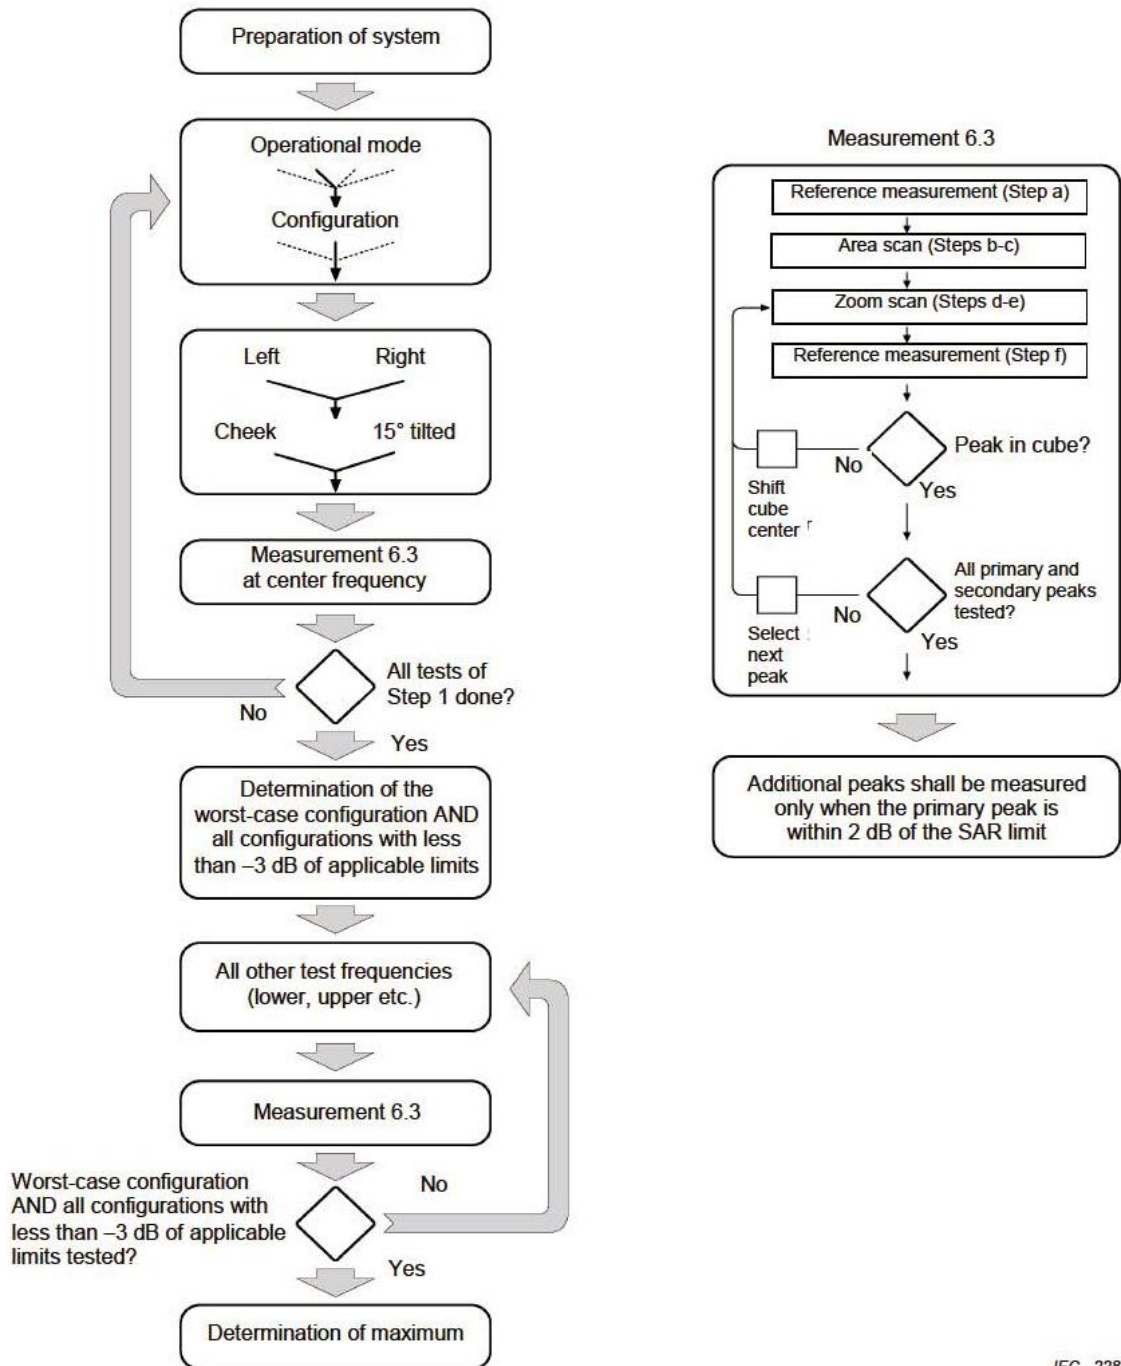 Preparation of system
Operational mode
Configuration
Left Right
Cheek 15° tilted
Measurement 6.3
at center frequency
All tests of
Step 1 done?
No
Yes
Determination of the
worst-case configuration AND
all configurations with less
than –3 dB of applicable limits
All other test frequencies
(lower, upper etc.)
Measurement 6.3
Worst-case configuration
AND all configurations with
less than –3 dB of applicable
limits tested?
No
Yes
Determination of maximum
Measurement 6.3
Reference measurement (Step a)
Area scan (Steps b-c)
Zoom scan (Steps d-e)
Reference measurement (Step f)
Peak in cube?
No
Yes
Shift
cube
center
All primary and
secondary peaks
tested?
No
Yes
Select
next
peak
Additional peaks shall be measured
only when the primary peak is
within 2 dB of the SAR limit